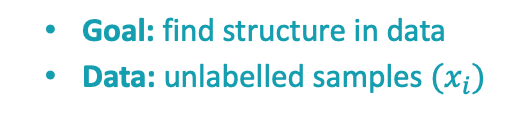 • Goal: find structure in data
• Data: unlabelled samples (xᵢ)